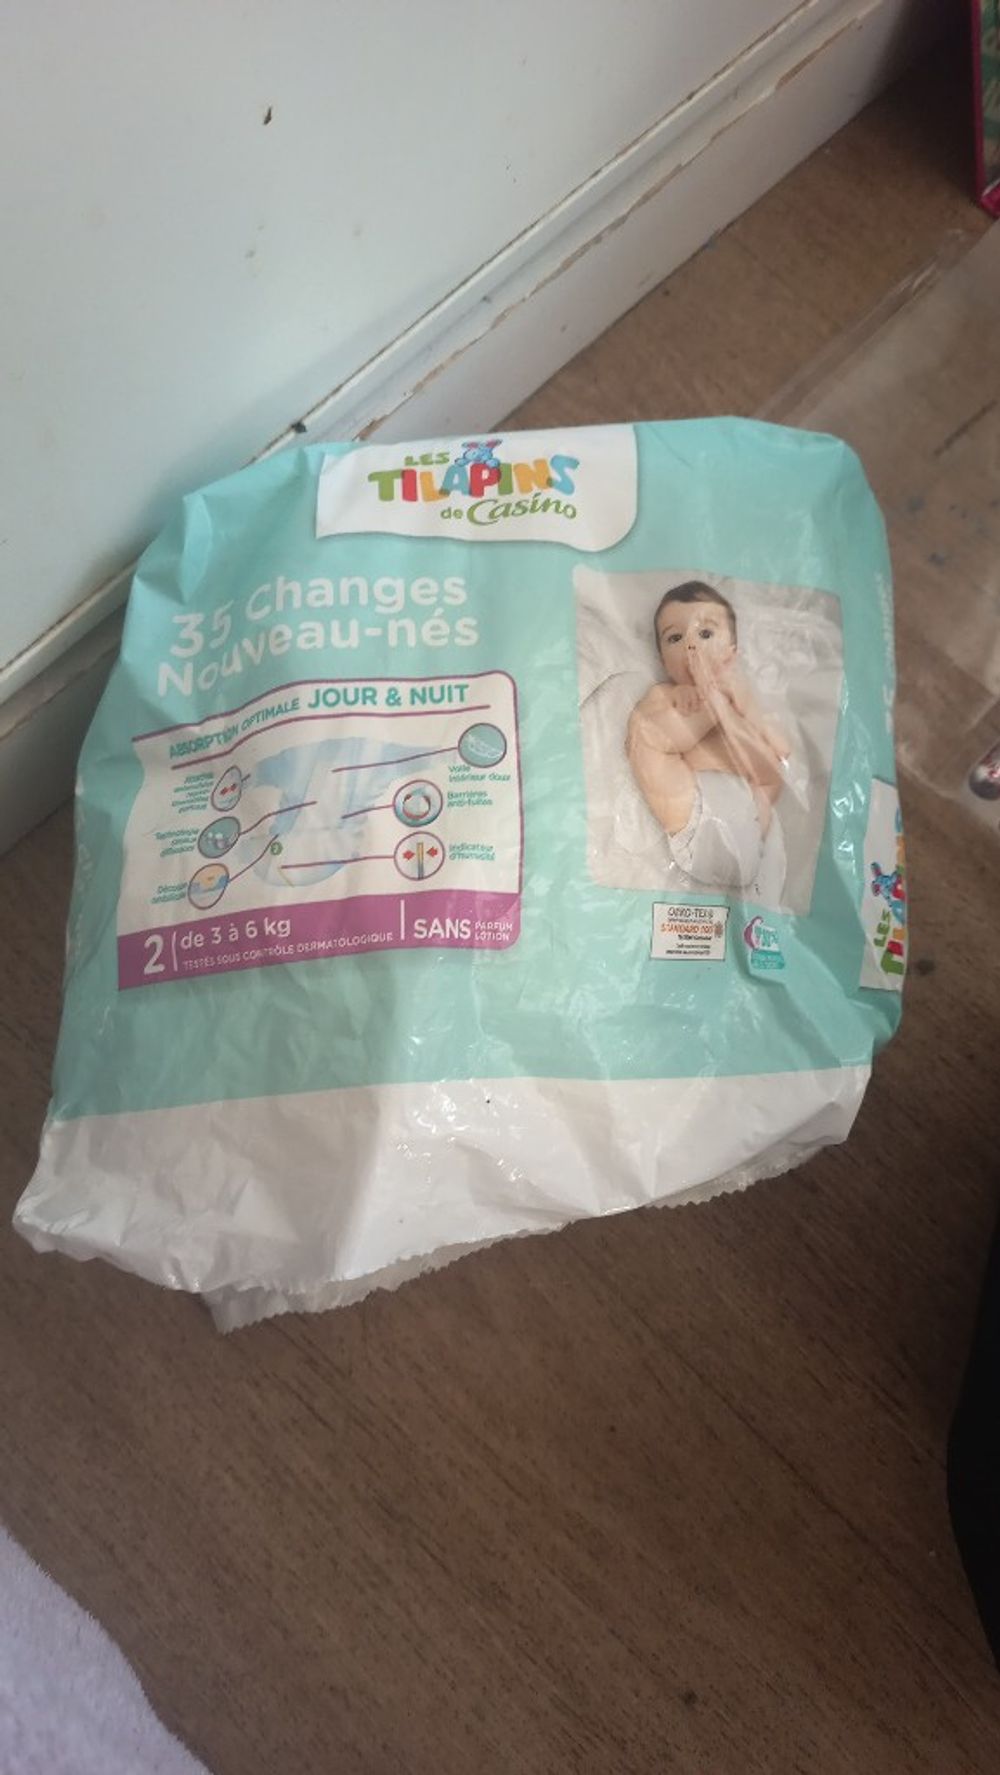 LES
TILAPINS
de Casino
35 Changes
Nouveau-nés
ABSORPTION OPTIMALE JOUR & NUIT
Voile
intérieur doux
Barrières
anti-fuites
Indicateur
d'humidité
2 de 3 à 6 kg
TESTÉS SOUS CONTRÔLE DERMATOLOGIQUE
SANS PARFUM
LOTION
OEKO-TEX®
STANDARD 100
LES